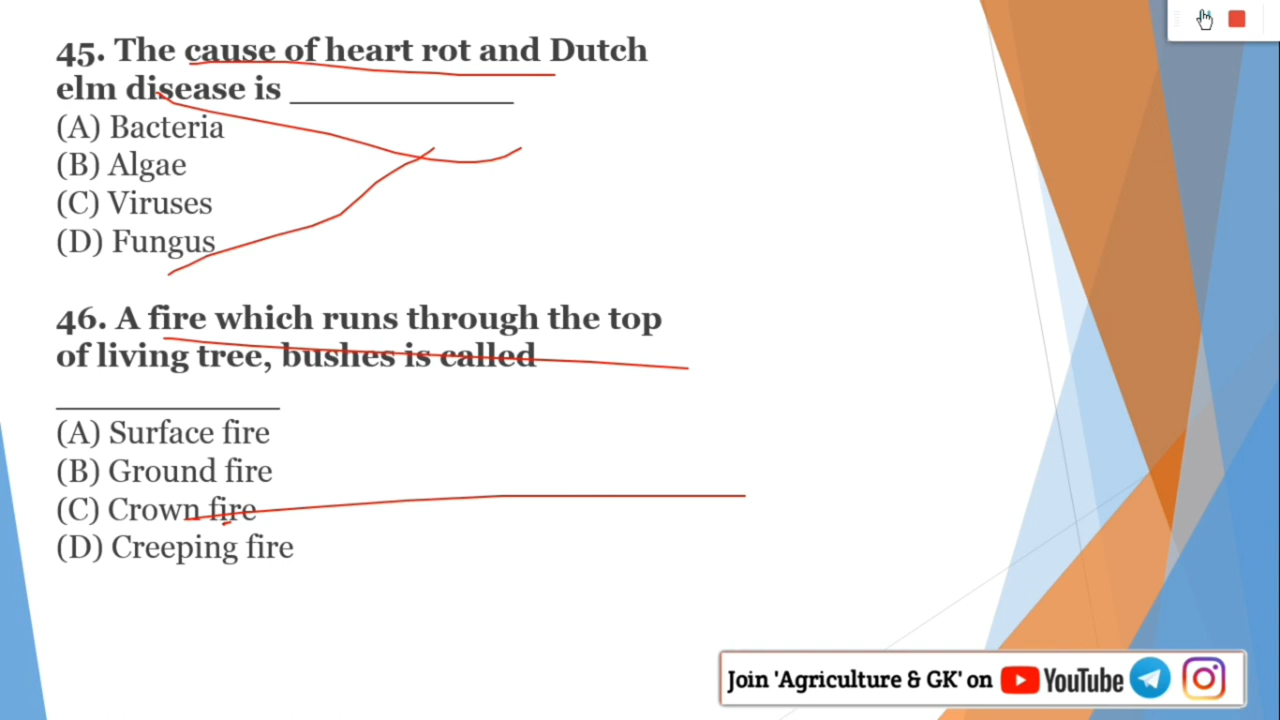 45. The cause of heart rot and Dutch
elm disease is ________________
(A) Bacteria
(B) Algae
(C) Viruses
(D) Fungus
46. A fire which runs through the top
of living tree, bushes is called
________________
(A) Surface fire
(B) Ground fire
(C) Crown fire
(D) Creeping fire
Join 'Agriculture & GK' on YouTube